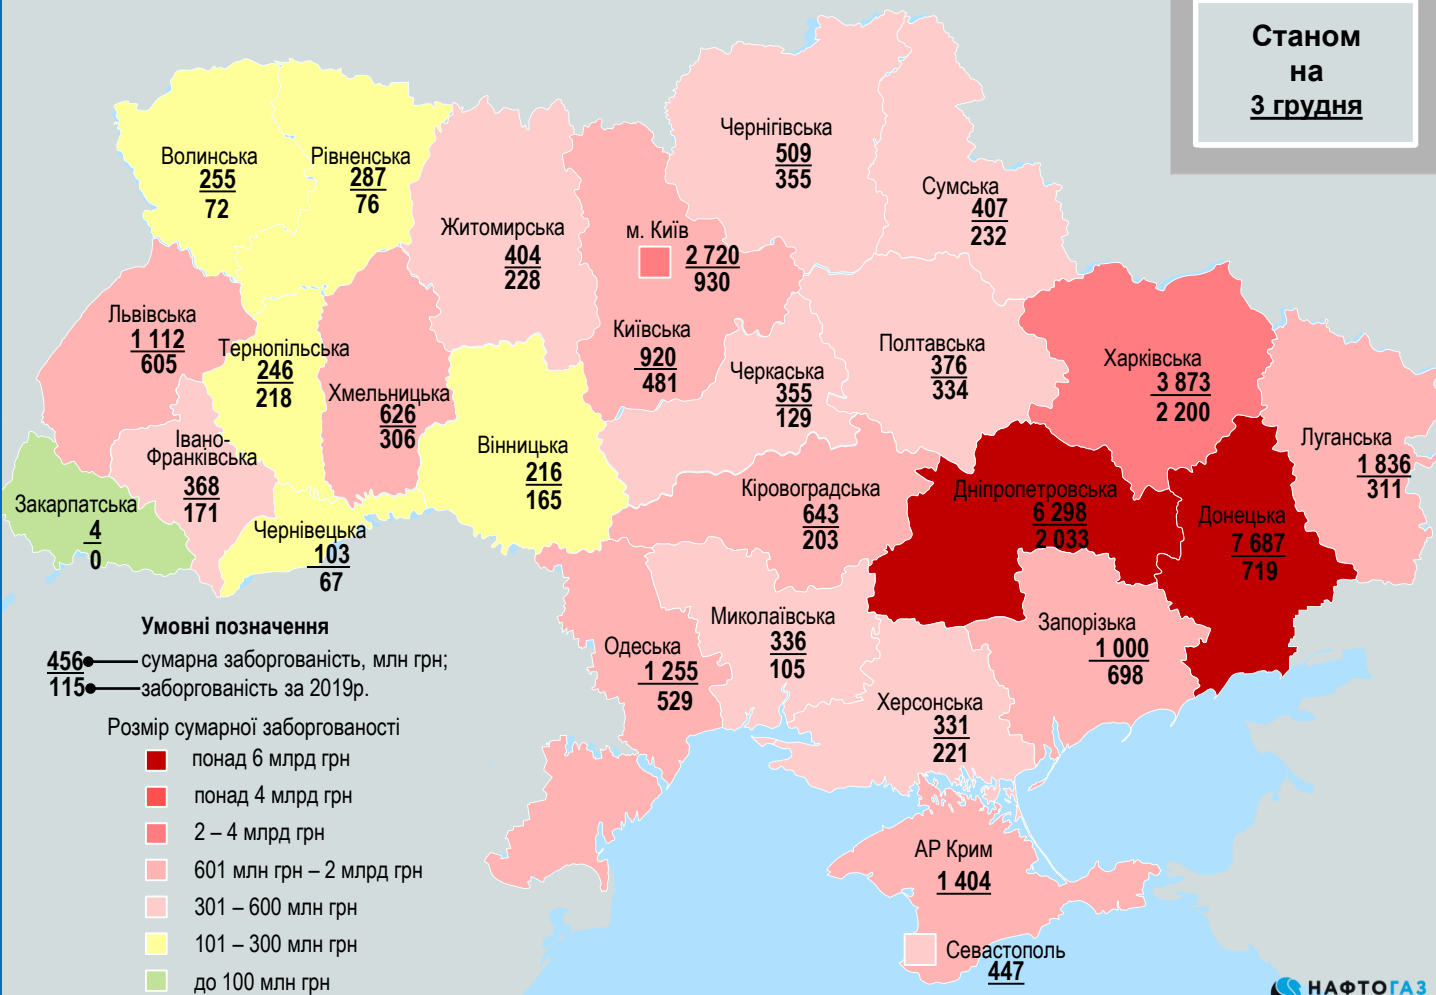 Станом
на
3 грудня
Чернігівська
509
355
Волинська
255
72
Рівненська
287
76
Сумська
407
232
Житомирська
404
228
м. Київ
2 720
930
Львівська
1 112
605
Тернопільська
246
218
Хмельницька
626
306
Київська
920
481
Черкаська
355
129
Полтавська
376
334
Харківська
3 873
2 200
Луганська
1 836
311
Івано-
Франківська
368
171
Вінницька
216
165
Закарпатська
4
0
Чернівецька
103
67
Кіровоградська
643
203
Дніпропетровська
6 298
2 033
Донецька
7 687
719
Запорізька
1 000
698
Миколаївська
336
105
Одеська
1 255
529
Херсонська
331
221
АР Крим
1 404
Севастополь
447
Умовні позначення
456 сумарна заборгованість, млн грн;
115 заборгованість за 2019р.
Розмір сумарної заборгованості
понад 6 млрд грн
понад 4 млрд грн
2 – 4 млрд грн
601 млн грн – 2 млрд грн
301 – 600 млн грн
101 – 300 млн грн
до 100 млн грн
НАФТОГАЗ